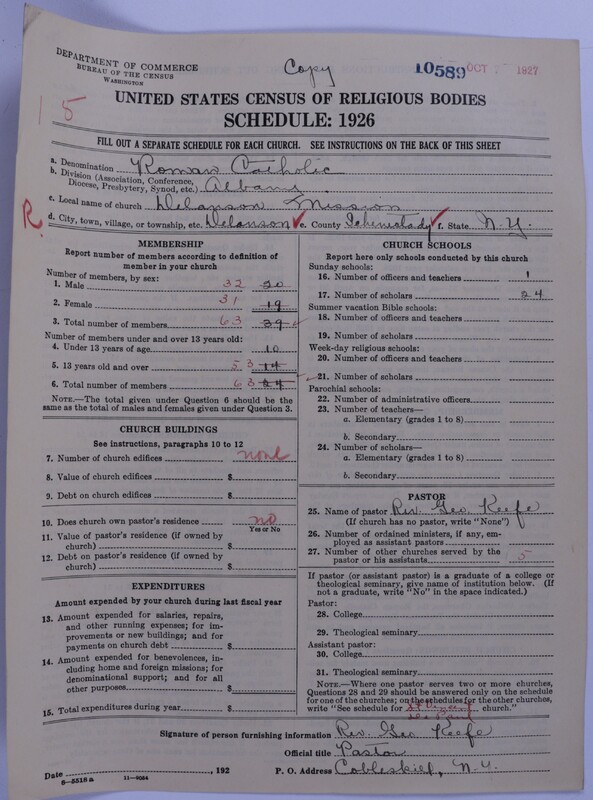 DEPARTMENT OF COMMERCE
BUREAU OF THE CENSUS
WASHINGTON
Copy
10589 OCT 1927
15
UNITED STATES CENSUS OF RELIGIOUS BODIES
SCHEDULE: 1926
FILL OUT A SEPARATE SCHEDULE FOR EACH CHURCH. SEE INSTRUCTIONS ON THE BACK OF THIS SHEET
a. Denomination Roman Catholic
b. Division (Association, Conference,
Diocese, Presbytery, Synod, etc.) Albany
c. Local name of church Delanson Mission
R. d. City, town, village, or township, etc. Delanson e. County Schenectady f. State N.Y.
MEMBERSHIP
Report number of members according to definition of
member in your church
Number of members, by sex:
1. Male 32 20
2. Female 31 19
3. Total number of members 63 39
Number of members under and over 13 years old:
4. Under 13 years of age 10
5. 13 years old and over 53 14
6. Total number of members 63 24
NOTE.—The total given under Question 6 should be the
same as the total of males and females given under Question 3.
CHURCH BUILDINGS
See instructions, paragraphs 10 to 12
7. Number of church edifices none
8. Value of church edifices $
9. Debt on church edifices $
10. Does church own pastor's residence no
Yes or No
11. Value of pastor's residence (if owned by
church) $
12. Debt on pastor's residence (if owned by
church) $
EXPENDITURES
Amount expended by your church during last fiscal year
13. Amount expended for salaries, repairs,
and other running expenses; for im-
provements or new buildings; and for
payments on church debt $
14. Amount expended for benevolences, in-
cluding home and foreign missions; for
denominational support; and for all
other purposes $
15. Total expenditures during year $
CHURCH SCHOOLS
Report here only schools conducted by this church
Sunday schools:
16. Number of officers and teachers 1
17. Number of scholars 24
Summer vacation Bible schools:
18. Number of officers and teachers
19. Number of scholars
Week-day religious schools:
20. Number of officers and teachers
21. Number of scholars
Parochial schools:
22. Number of administrative officers
23. Number of teachers—
a. Elementary (grades 1 to 8)
b. Secondary
24. Number of scholars—
a. Elementary (grades 1 to 8)
b. Secondary
PASTOR
25. Name of pastor Rev. Geo. Keefe
(If church has no pastor, write "None")
26. Number of ordained ministers, if any, em-
ployed as assistant pastors
27. Number of other churches served by the
pastor or his assistants 5
If pastor (or assistant pastor) is a graduate of a college or
theological seminary, give name of institution below. (If
not a graduate, write "No" in the space indicated.)
Pastor:
28. College
29. Theological seminary
Assistant pastor:
30. College
31. Theological seminary
NOTE.—Where one pastor serves two or more churches,
Questions 28 and 29 should be answered only on the schedule
for one of the churches; on the schedules for the other churches,
write "See schedule for church."
Signature of person furnishing information Rev. Geo. Keefe
Official title Pastor
Date , 192 P. O. Address Cobleskill, N.Y.
6-5518 a 11-9054